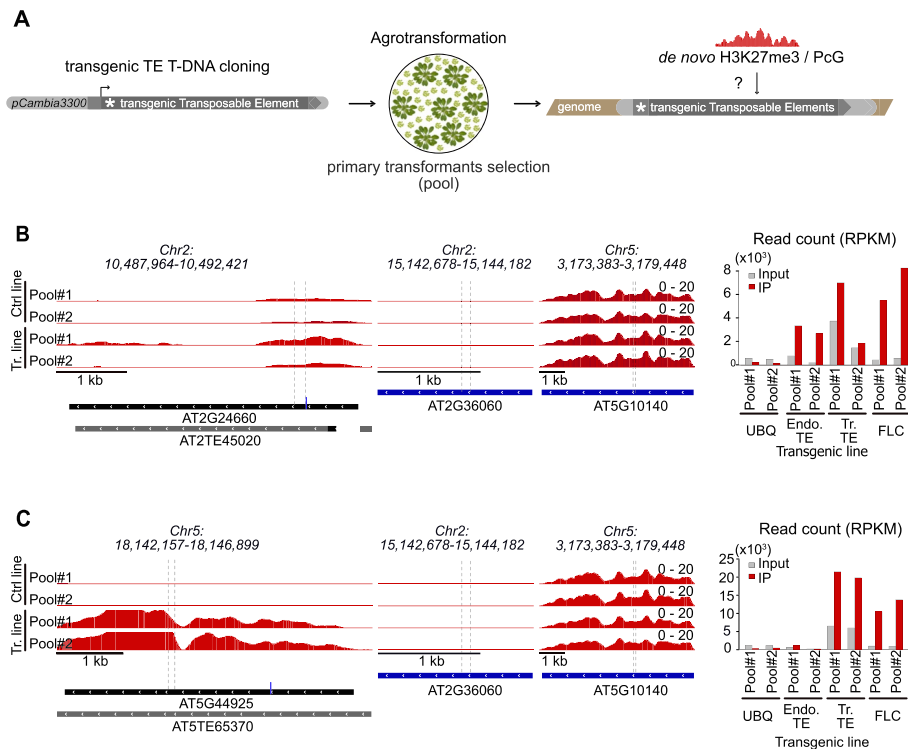 A
transgenic TE T-DNA cloning
pCambia3300
* transgenic Transposable Element
Agrotransformation
primary transformants selection
(pool)
de novo H3K27me3 / PcG
?
genome
* transgenic Transposable Elements
B
Chr2:
10,487,964-10,492,421
Chr2:
15,142,678-15,144,182
Chr5:
3,173,383-3,179,448
Ctrl line
Tr. line
Pool#1
Pool#2
Pool#1
Pool#2
0 - 20
0 - 20
0 - 20
0 - 20
1 kb
1 kb
1 kb
AT2G24660
AT2TE45020
AT2G36060
AT5G10140
Read count (RPKM)
(x10³)
Input
IP
8
6
4
2
0
Pool#1
Pool#2
Pool#1
Pool#2
Pool#1
Pool#2
Pool#1
Pool#2
UBQ
Endo.
TE
Tr.
TE
FLC
Transgenic line
C
Chr5:
18,142,157-18,146,899
Chr2:
15,142,678-15,144,182
Chr5:
3,173,383-3,179,448
Ctrl line
Tr. line
Pool#1
Pool#2
Pool#1
Pool#2
0 - 20
0 - 20
0 - 20
0 - 20
1 kb
1 kb
1 kb
AT5G44925
AT5TE65370
AT2G36060
AT5G10140
Read count (RPKM)
(x10³)
Input
IP
25
20
15
10
5
0
Pool#1
Pool#2
Pool#1
Pool#2
Pool#1
Pool#2
Pool#1
Pool#2
UBQ
Endo.
TE
Tr.
TE
FLC
Transgenic line